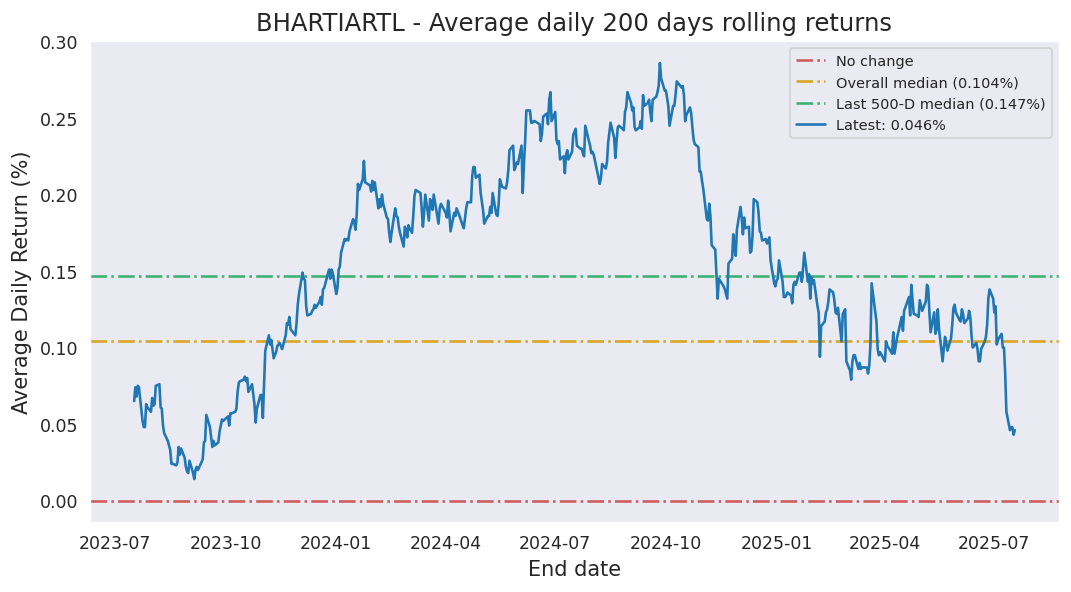 BHARTIARTL - Average daily 200 days rolling returns
Average Daily Return (%)
0.30
0.25
0.20
0.15
0.10
0.05
0.00
No change
Overall median (0.104%)
Last 500-D median (0.147%)
Latest: 0.046%
2023-07 2023-10 2024-01 2024-04 2024-07 2024-10 2025-01 2025-04 2025-07
End date